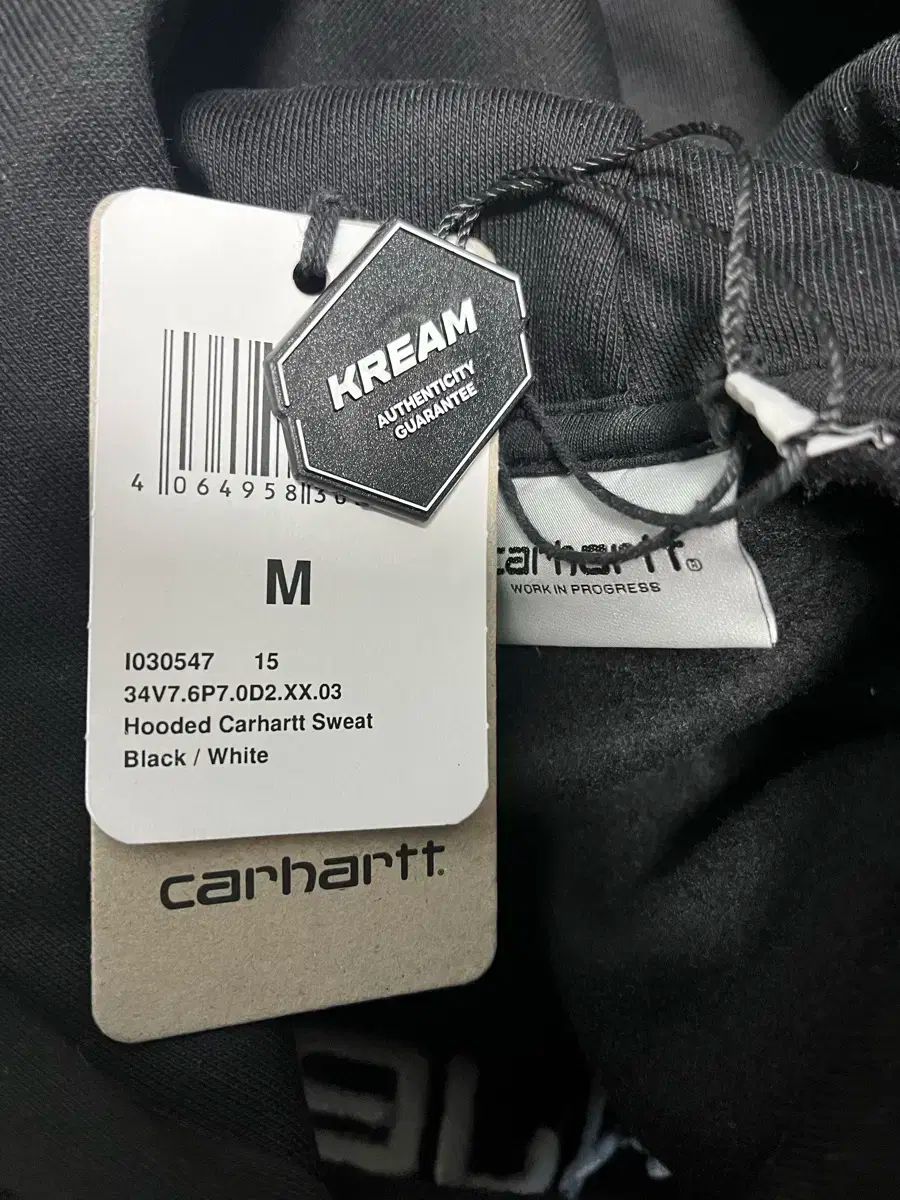 KREAM
AUTHENTICITY
GUARANTEE
4 064958 30
M
I030547 15
34V7.6P7.0D2.XX.03
Hooded Carhartt Sweat
Black / White
carhartt.
carhartt®
WORK IN PROGRESS